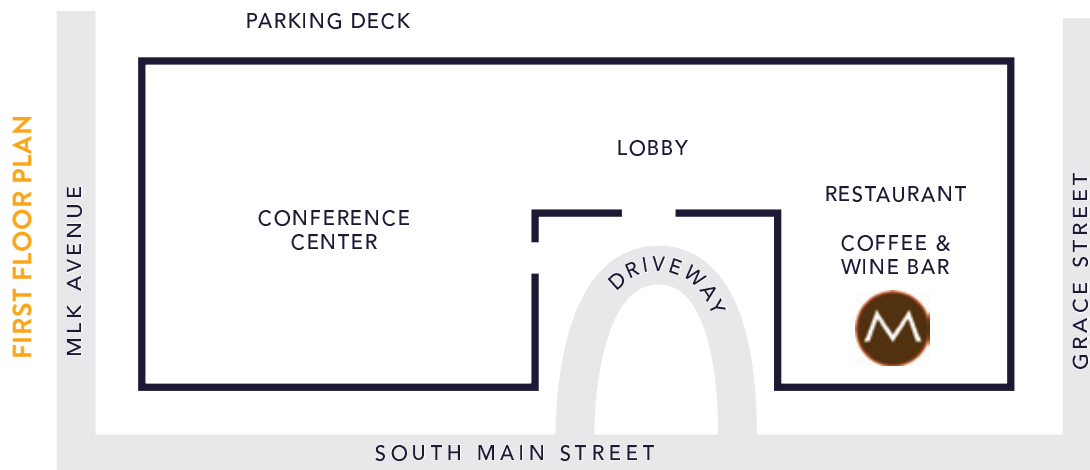 PARKING DECK
FIRST FLOOR PLAN
MLK AVENUE
LOBBY
RESTAURANT
CONFERENCE
CENTER
COFFEE &
WINE BAR
DRIVEWAY
M
GRACE STREET
SOUTH MAIN STREET